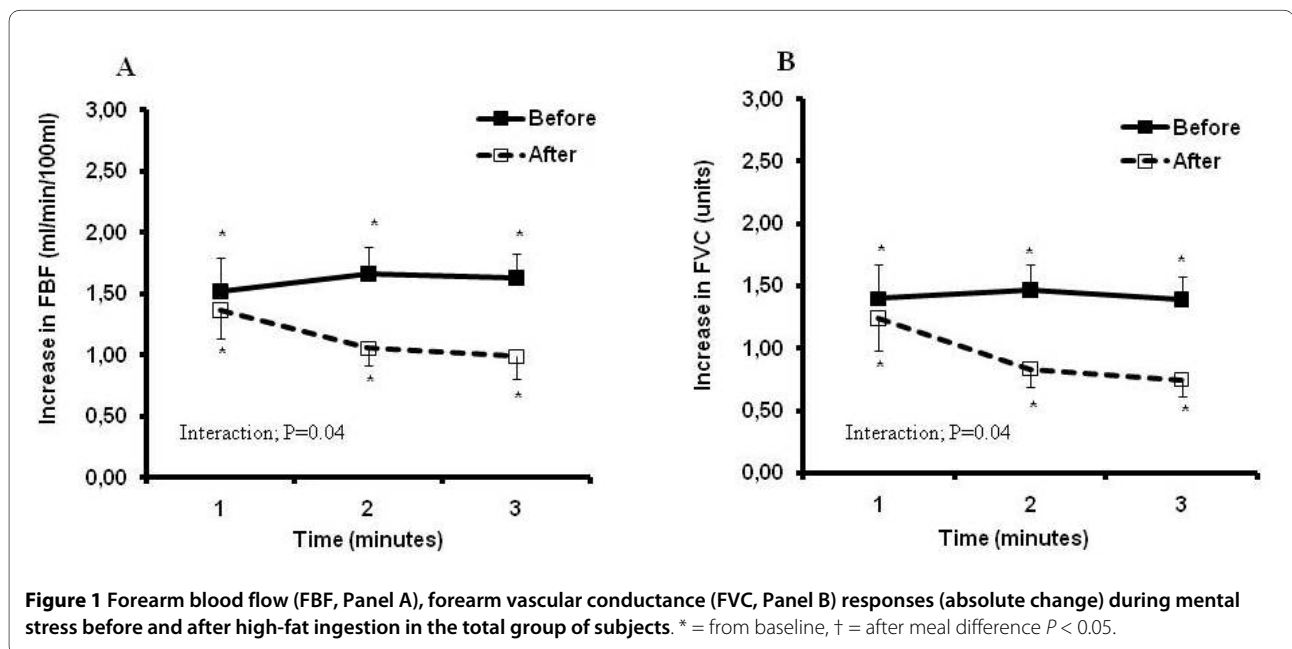 A
3,00
2,50
2,00
1,50
1,00
0,50
0,00
Increase in FBF (ml/min/100ml)
Before
After
*
*
*
*
*
*
Interaction; P=0.04
1 2 3
Time (minutes)
B
3,00
2,50
2,00
1,50
1,00
0,50
0,00
Increase in FVC (units)
Before
After
*
*
*
*
*
*
Interaction; P=0.04
1 2 3
Time (minutes)
Figure 1 Forearm blood flow (FBF, Panel A), forearm vascular conductance (FVC, Panel B) responses (absolute change) during mental
stress before and after high-fat ingestion in the total group of subjects. * = from baseline, † = after meal difference P < 0.05.